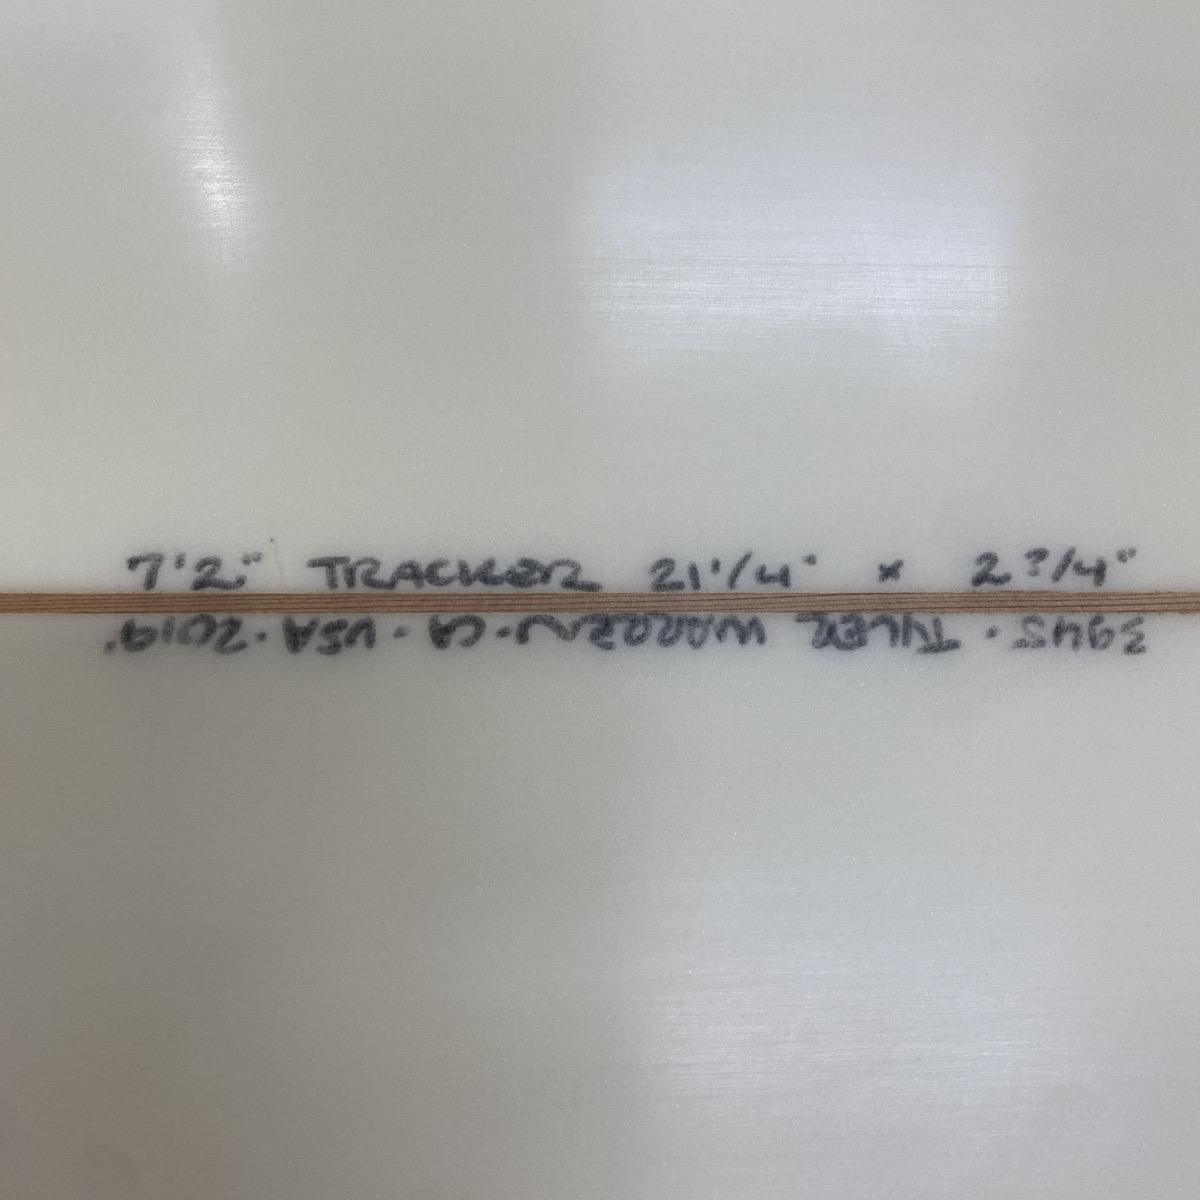 7'2" TRACKER 21 1/4" x 2 3/4"
3945 · TYLER WARREN · CA · USA · 2019 ·